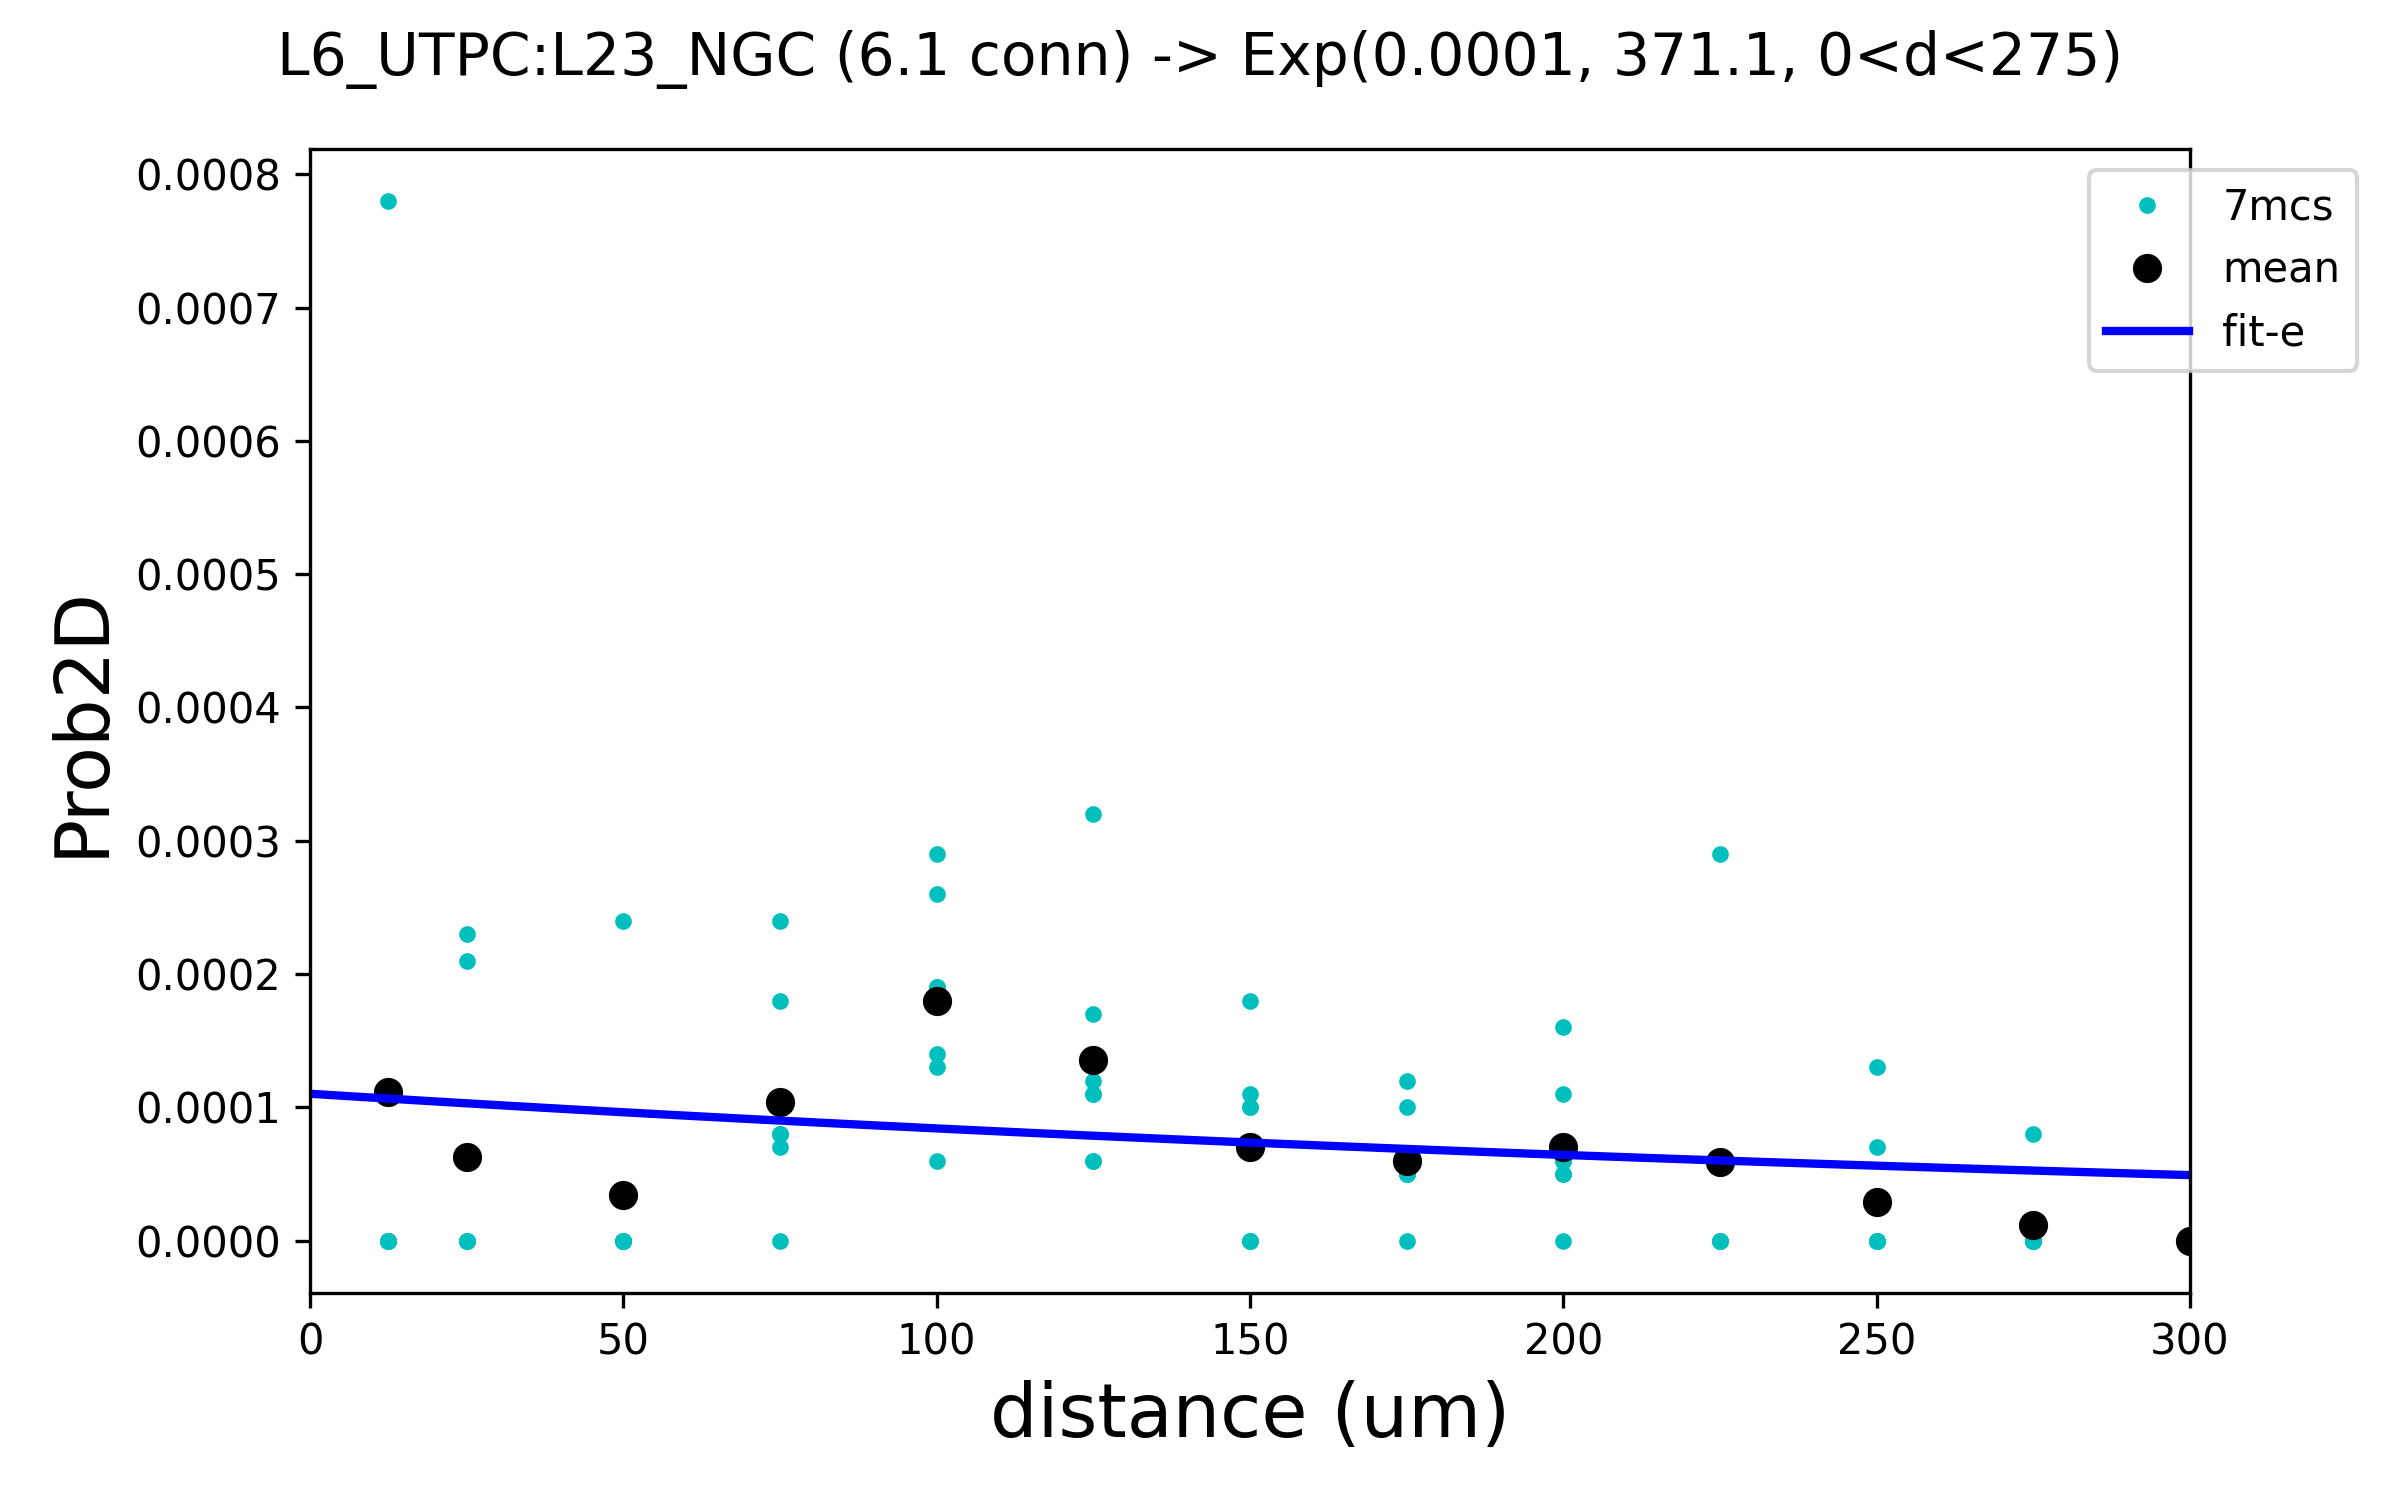 L6_UTPC:L23_NGC (6.1 conn) -> Exp(0.0001, 371.1, 0<d<275)
7mcs
mean
fit-e
Prob2D
0.0008
0.0007
0.0006
0.0005
0.0004
0.0003
0.0002
0.0001
0.0000
0 50 100 150 200 250 300
distance (um)